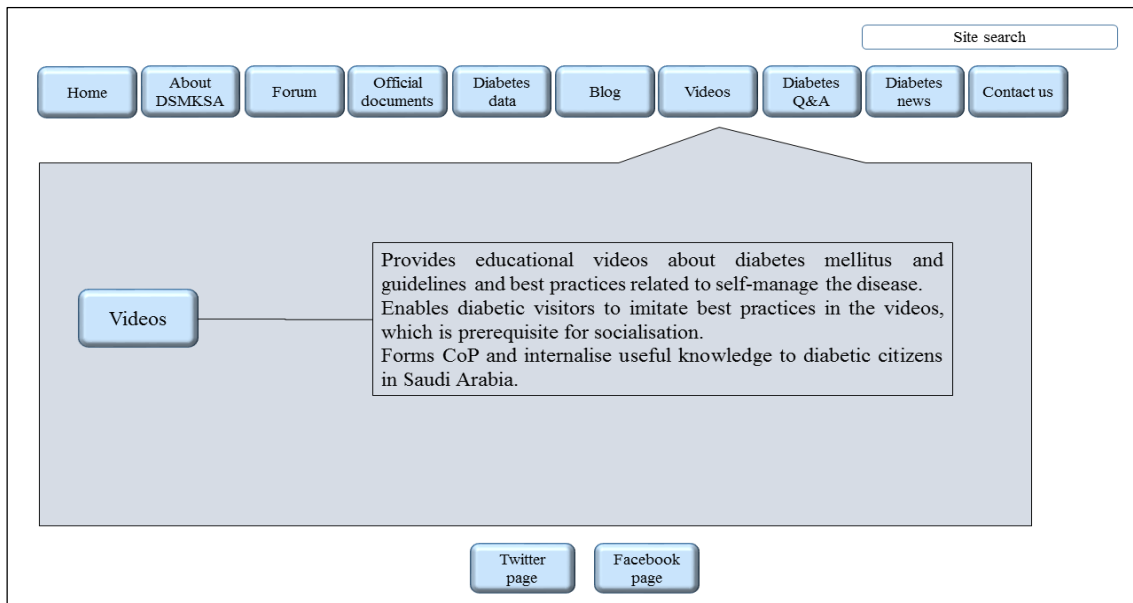 Site search
Home
About
DSMKSA
Forum
Official
documents
Diabetes
data
Blog
Videos
Diabetes
Q&A
Diabetes
news
Contact us
Videos
Provides educational videos about diabetes mellitus and
guidelines and best practices related to self-manage the disease.
Enables diabetic visitors to imitate best practices in the videos,
which is prerequisite for socialisation.
Forms CoP and internalise useful knowledge to diabetic citizens
in Saudi Arabia.
Twitter
page
Facebook
page